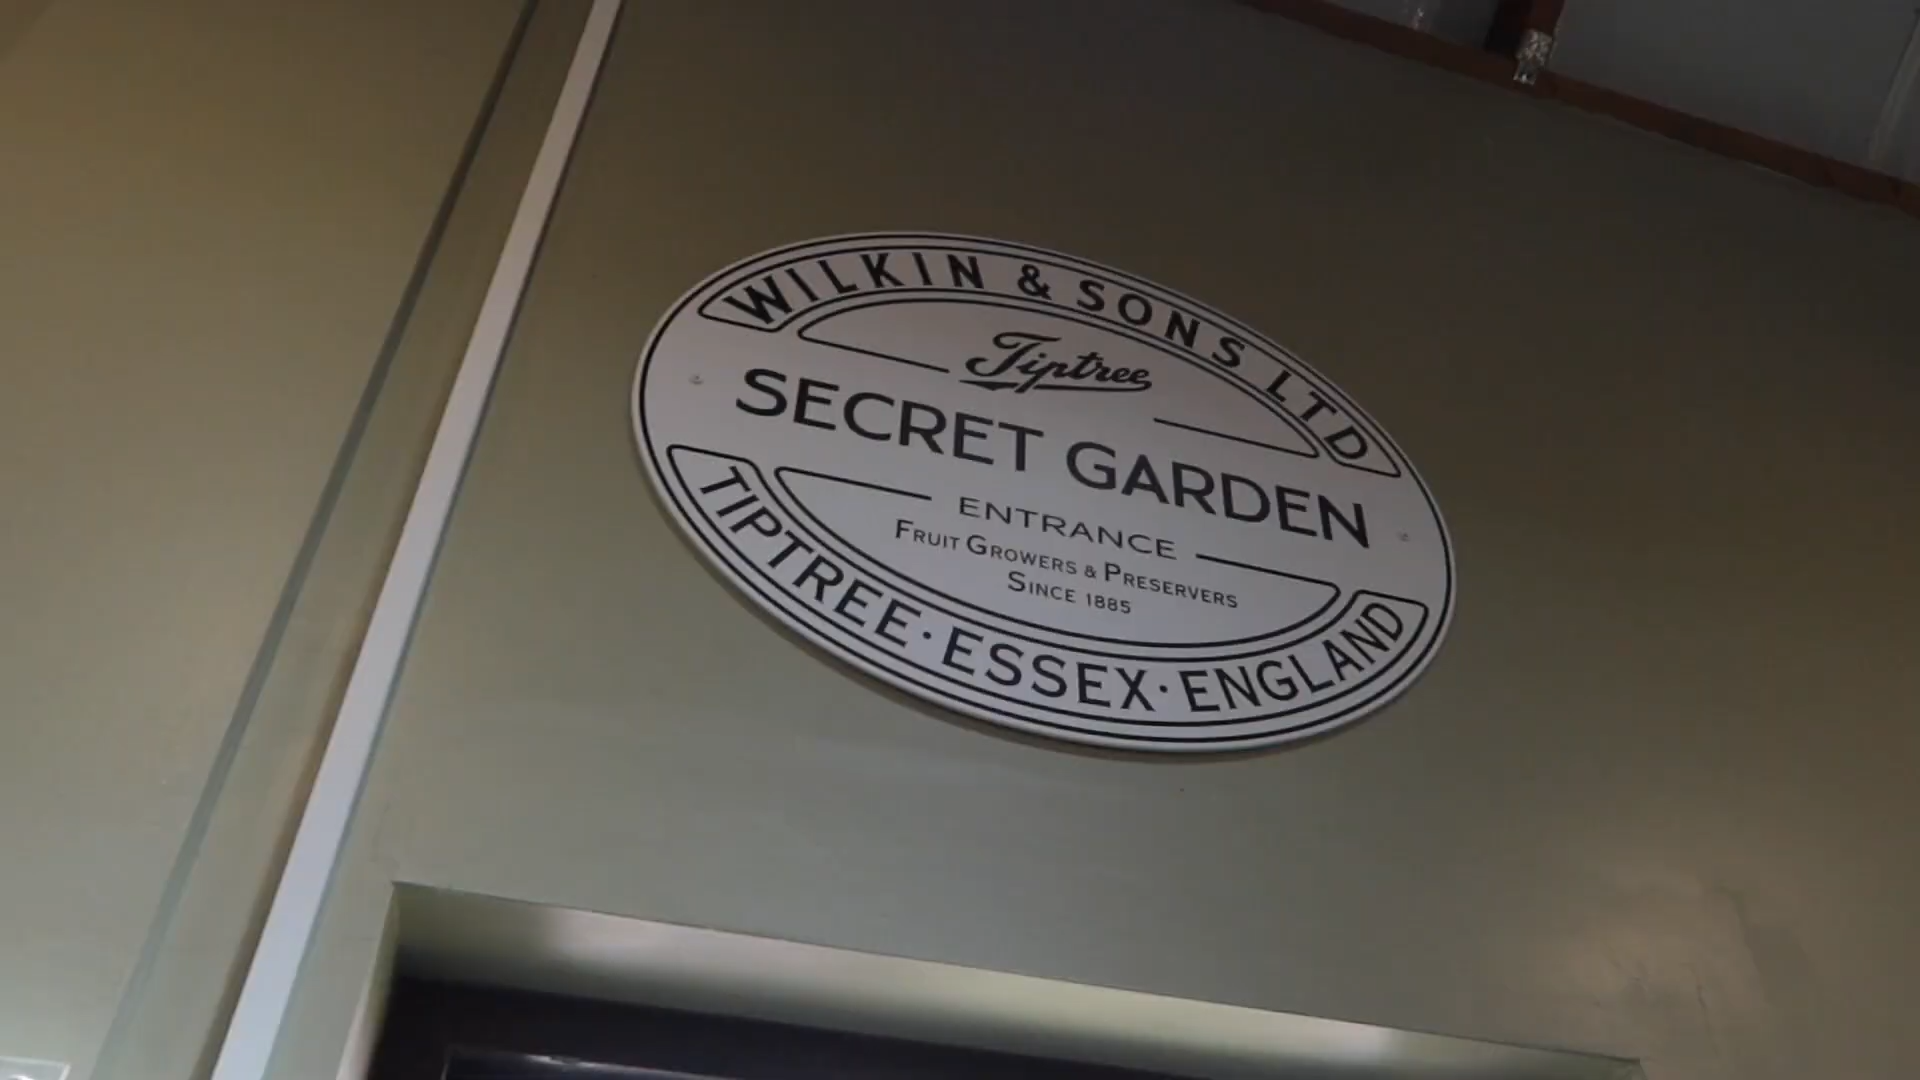 WILKIN & SONS LTD
Tiptree
SECRET GARDEN
ENTRANCE
FRUIT GROWERS & PRESERVERS
SINCE 1885
TIPTREE · ESSEX · ENGLAND